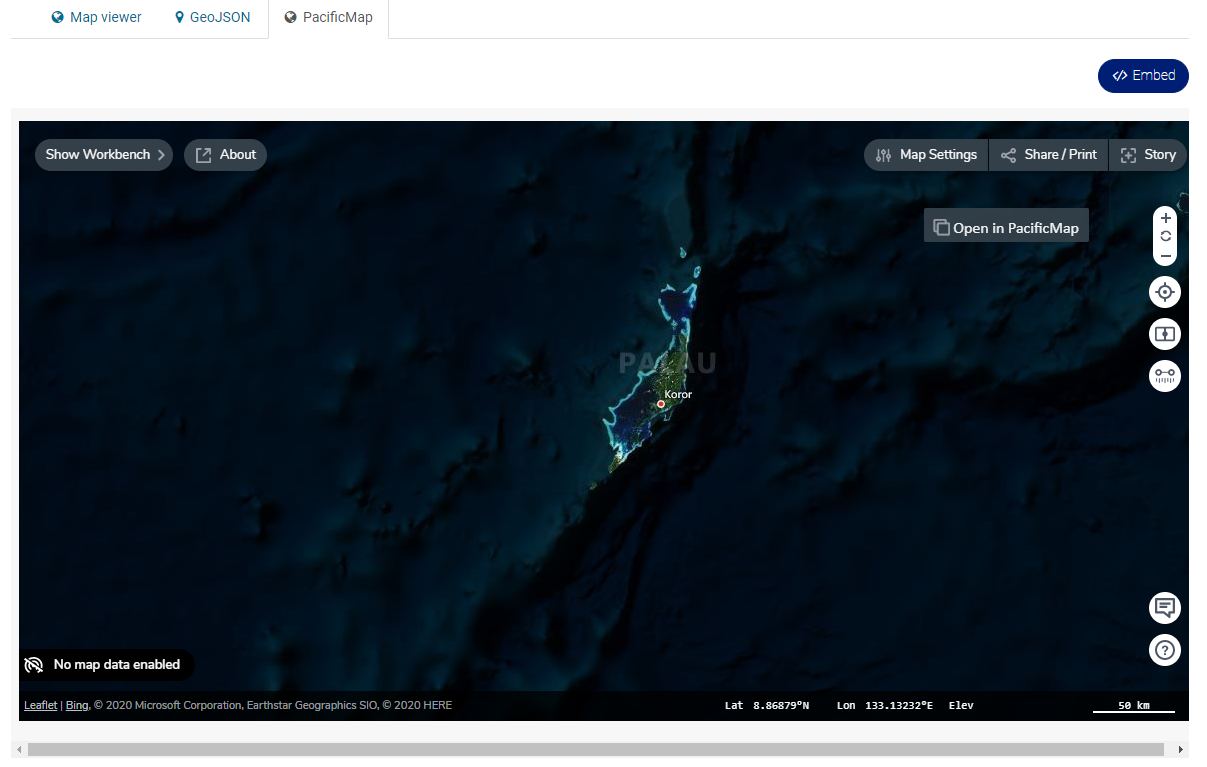 Map viewer GeoJSON PacificMap
Embed
Show Workbench About Map Settings Share / Print Story
Open in PacificMap
PALAU
Koror
No map data enabled
Leaflet | Bing, © 2020 Microsoft Corporation, Earthstar Geographics SIO, © 2020 HERE Lat 8.86879°N Lon 133.13232°E Elev 50 km